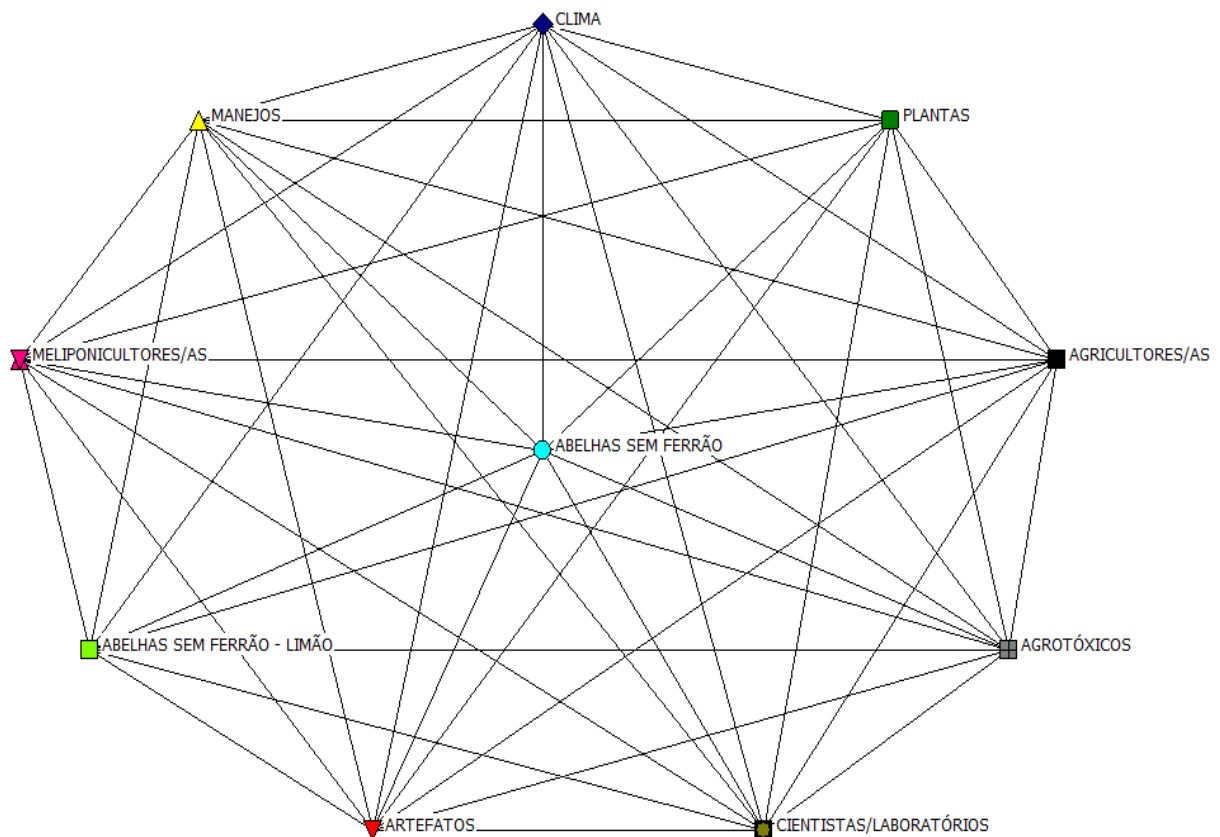 CLIMA
MANEJOS
PLANTAS
MELIPONICULTORES/AS
AGRICULTORES/AS
ABELHAS SEM FERRÃO
ABELHAS SEM FERRÃO - LIMÃO
AGROTÓXICOS
ARTEFATOS
CIENTISTAS/LABORATÓRIOS